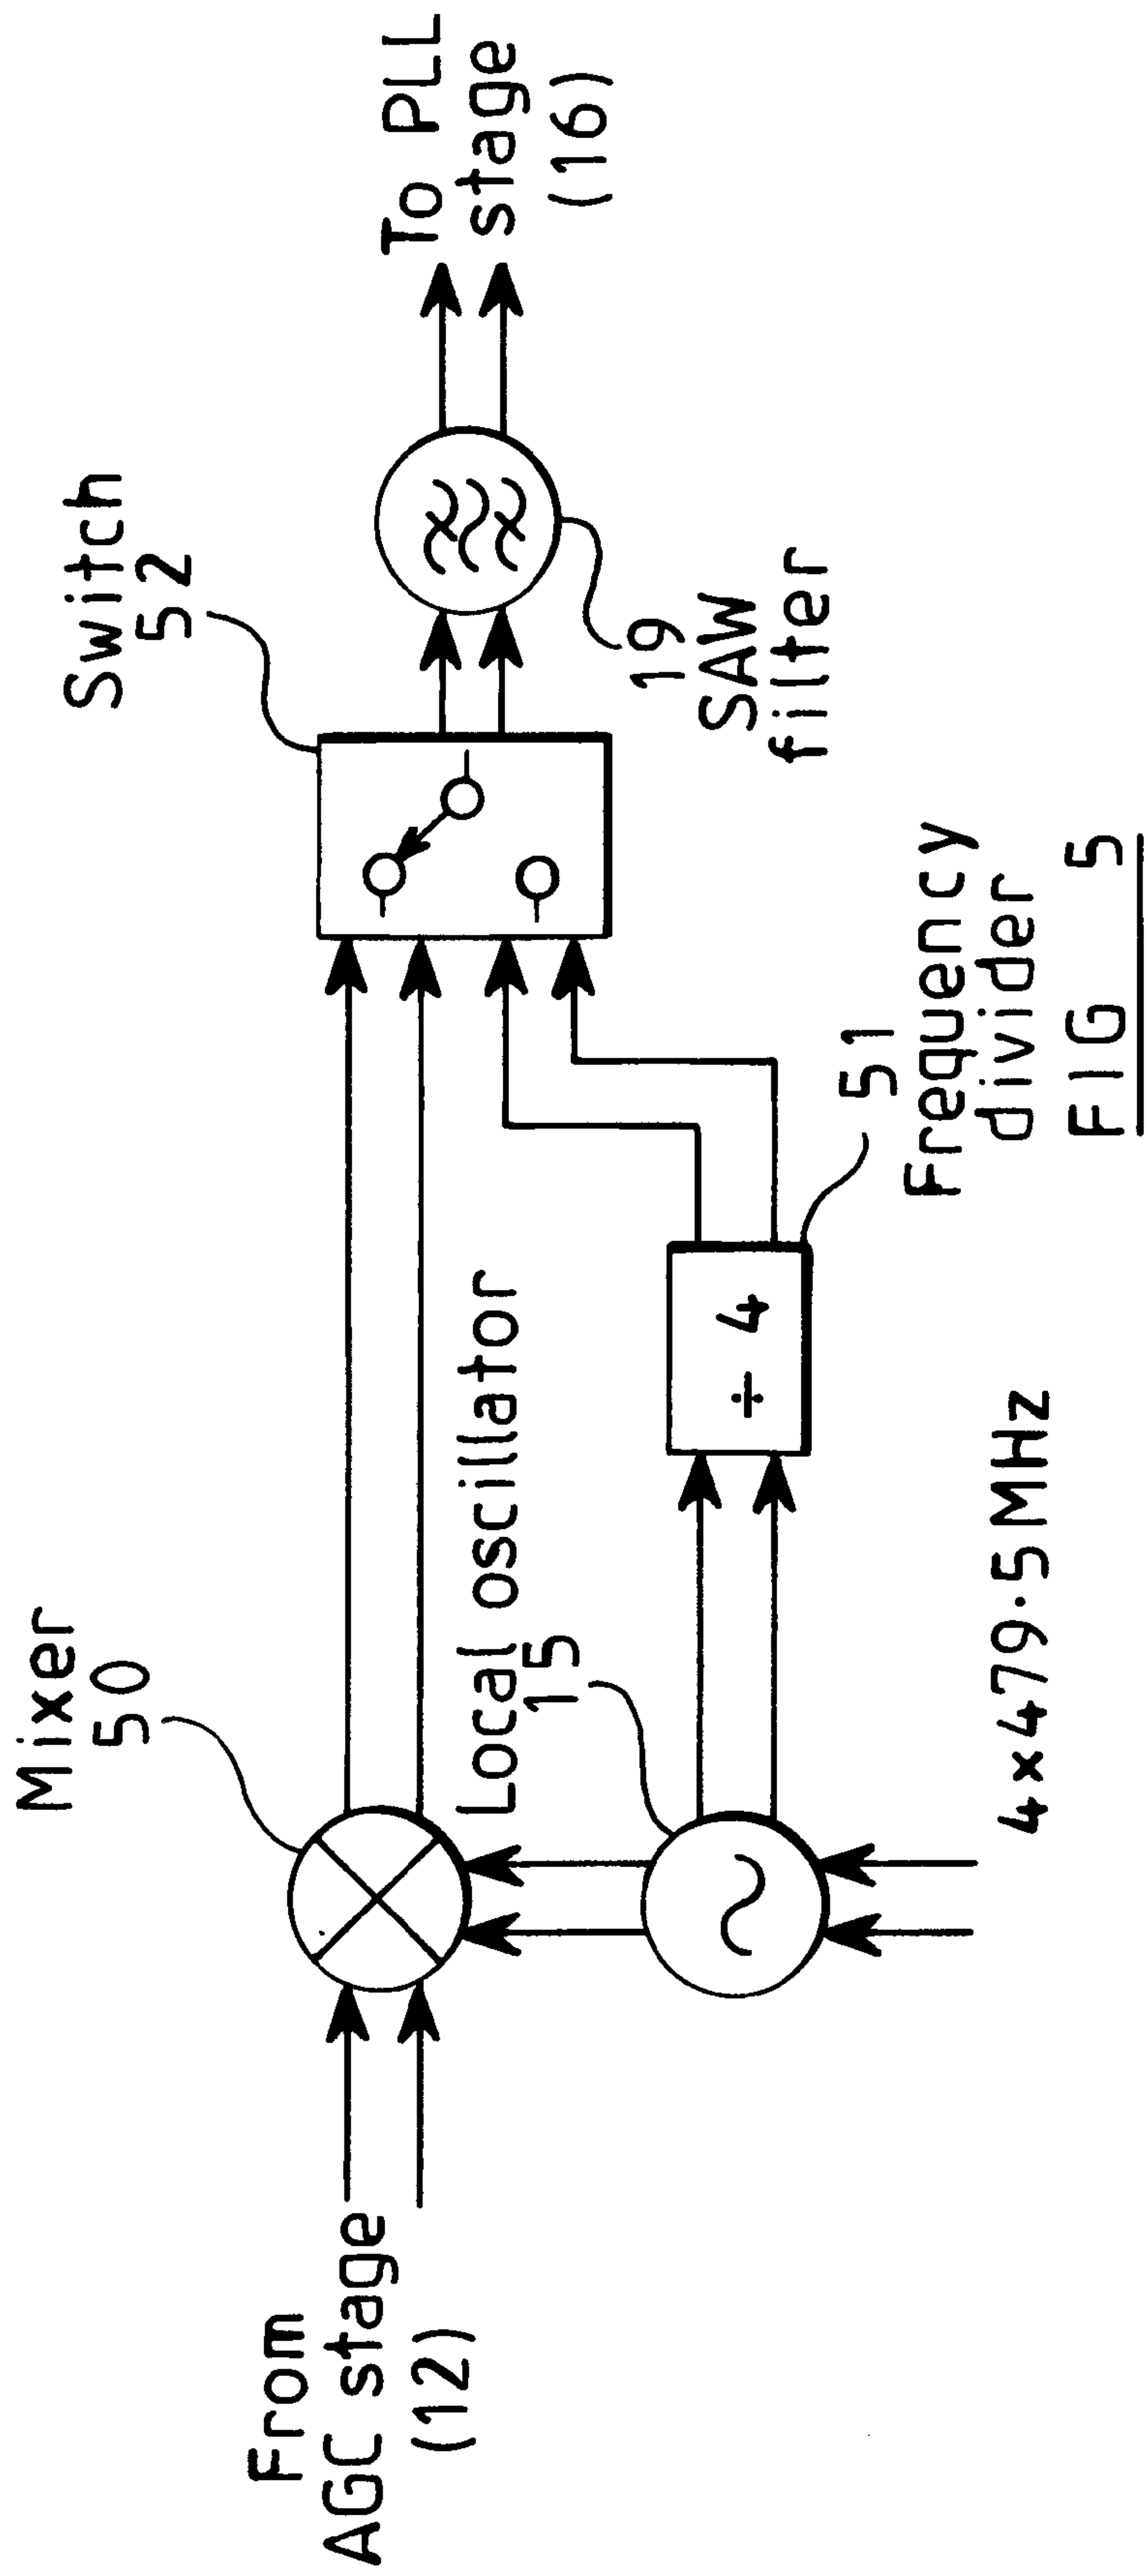 Mixer
50
Switch
52
To PLL
stage
(16)
From
AGC stage
(12)
Local oscillator
15
19
SAW
filter
÷ 4
51
Frequency
divider
4×479·5MHz
FIG 5